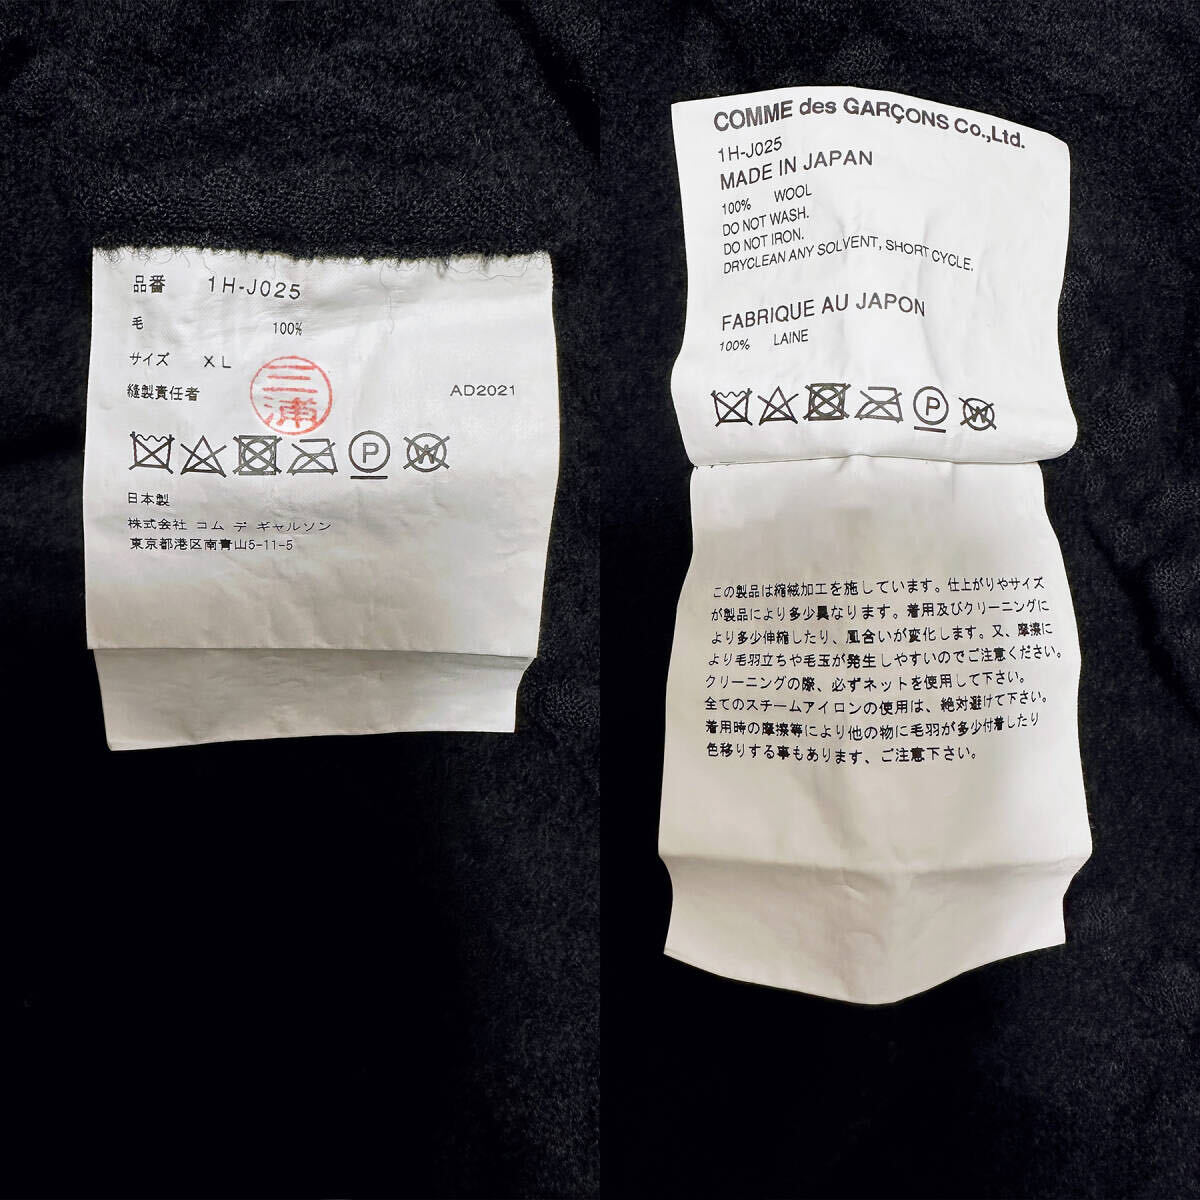 品番 1H-J025
毛 100%
サイズ XL
縫製責任者 三浦 AD2021
P W
日本製
株式会社 コム デ ギャルソン
東京都港区南青山5-11-5
COMME des GARÇONS Co.,Ltd.
1H-J025
MADE IN JAPAN
100% WOOL
DO NOT WASH.
DO NOT IRON.
DRYCLEAN ANY SOLVENT, SHORT CYCLE.
FABRIQUE AU JAPON
100% LAINE
P W
この製品は縮絨加工を施しています。仕上がりやサイズ
が製品により多少異なります。着用及びクリーニングに
より多少伸縮したり、風合いが変化します。又、摩擦に
より毛羽立ちや毛玉が発生しやすいのでご注意ください。
クリーニングの際、必ずネットを使用して下さい。
全てのスチームアイロンの使用は、絶対避けて下さい。
着用時の摩擦等により他の物に毛羽が多少付着したり
色移りする事もあります、ご注意下さい。